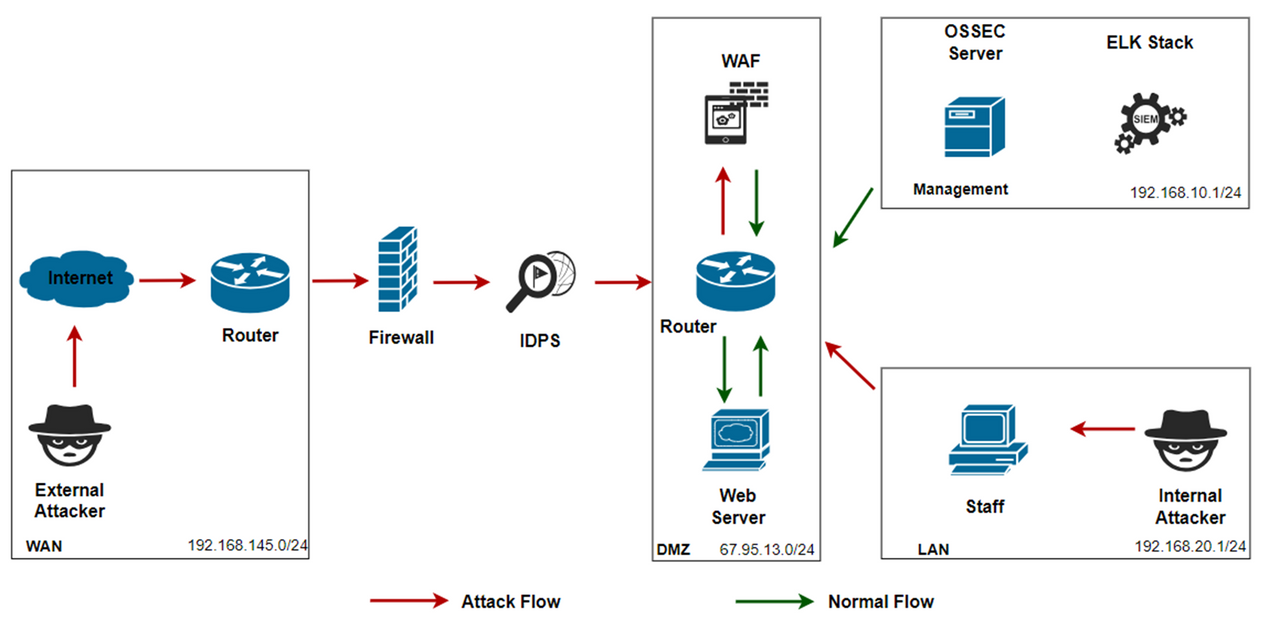 Internet
Router
External
Attacker
WAN
192.168.145.0/24
Firewall
IDPS
WAF
Router
Web
Server
DMZ
67.95.13.0/24
OSSEC
Server
ELK Stack
SIEM
Management
192.168.10.1/24
Staff
Internal
Attacker
LAN
192.168.20.1/24
Attack Flow
Normal Flow